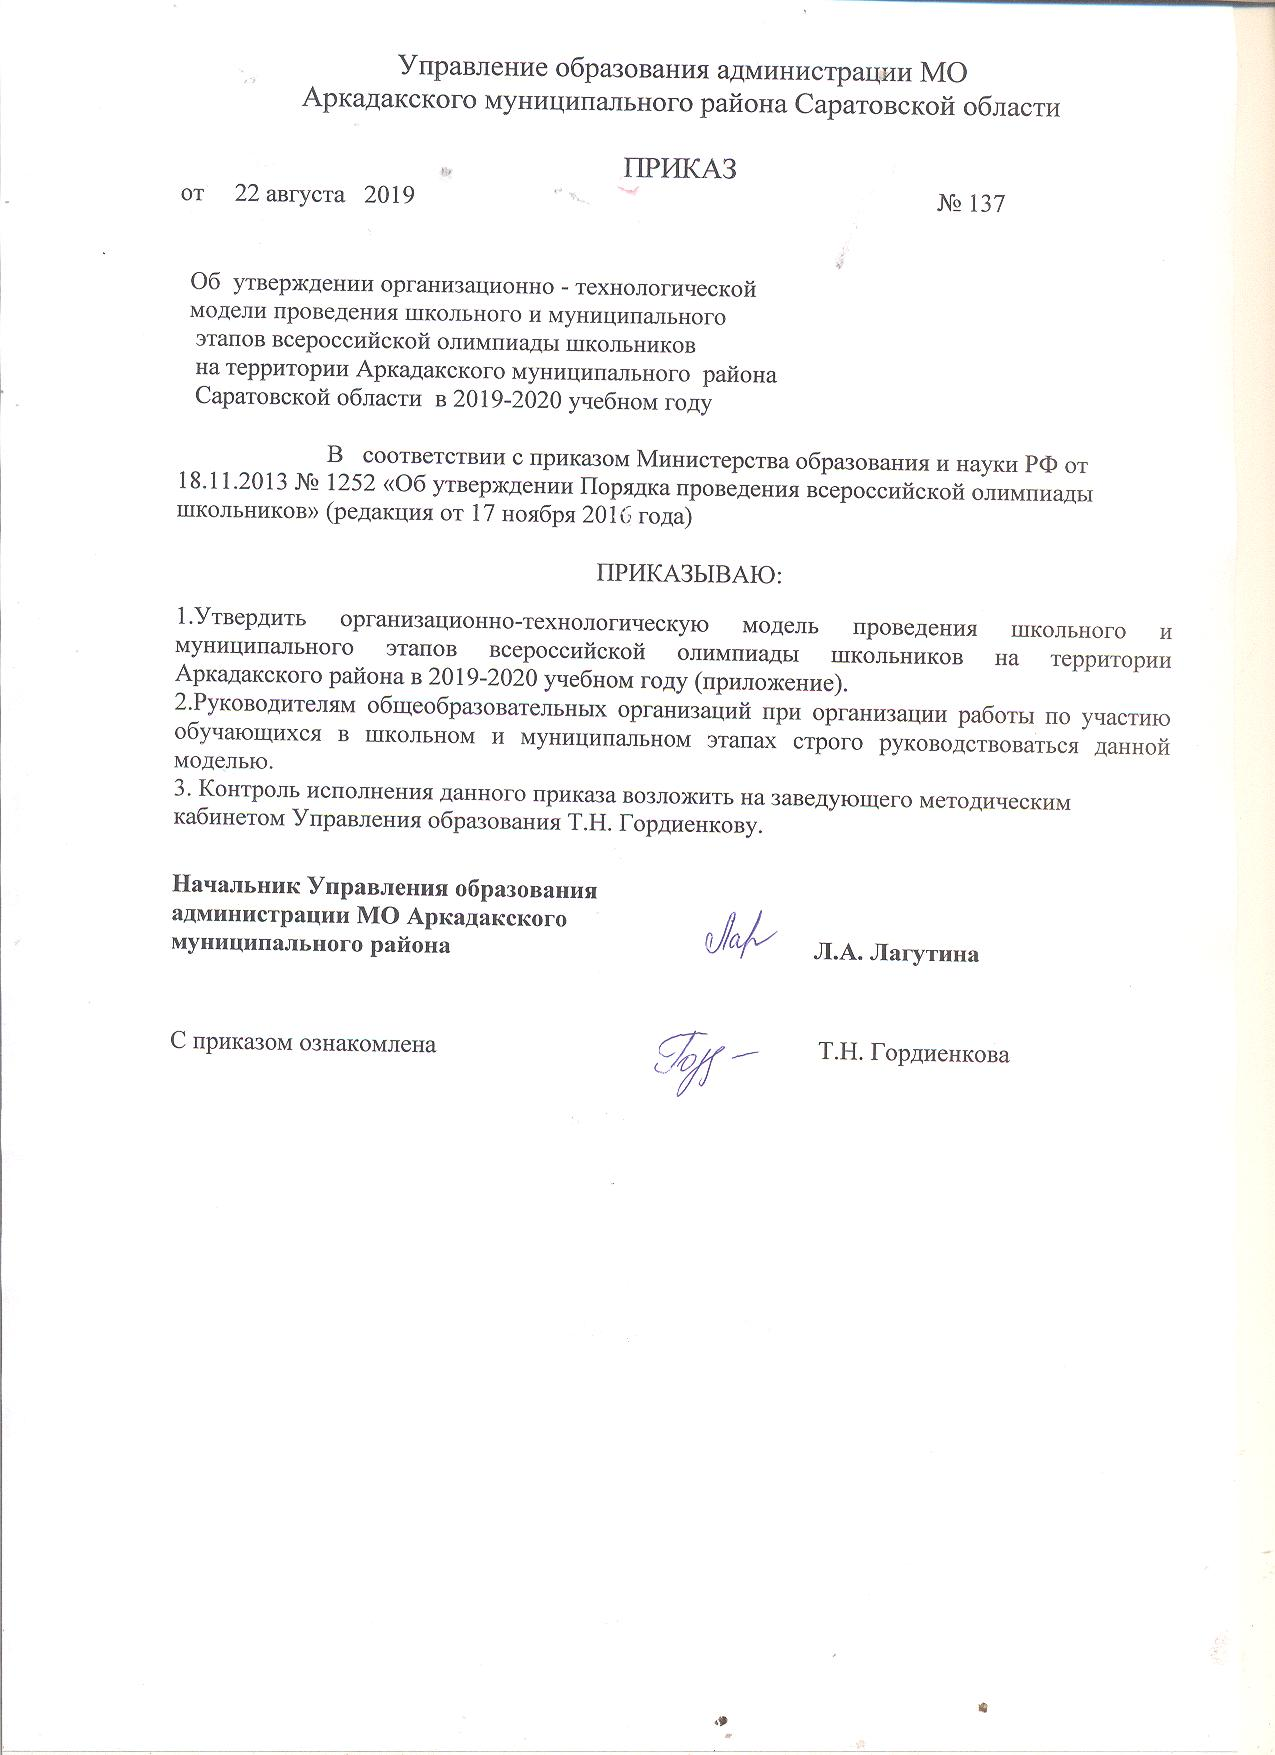 Управление образования администрации МО
Аркадакского муниципального района Саратовской области
ПРИКАЗ
от 22 августа 2019
№ 137
Об утверждении организационно - технологической
модели проведения школьного и муниципального
этапов всероссийской олимпиады школьников
на территории Аркадакского муниципального района
Саратовской области в 2019-2020 учебном году
В соответствии с приказом Министерства образования и науки РФ от
18.11.2013 № 1252 «Об утверждении Порядка проведения всероссийской олимпиады
школьников» (редакция от 17 ноября 2016 года)
ПРИКАЗЫВАЮ:
1.Утвердить организационно-технологическую модель проведения школьного и
муниципального этапов всероссийской олимпиады школьников на территории
Аркадакского района в 2019-2020 учебном году (приложение).
2.Руководителям общеобразовательных организаций при организации работы по участию
обучающихся в школьном и муниципальном этапах строго руководствоваться данной
моделью.
3. Контроль исполнения данного приказа возложить на заведующего методическим
кабинетом Управления образования Т.Н. Гордиенкову.
Начальник Управления образования
администрации МО Аркадакского
муниципального района
Л.А. Лагутина
С приказом ознакомлена
Т.Н. Гордиенкова